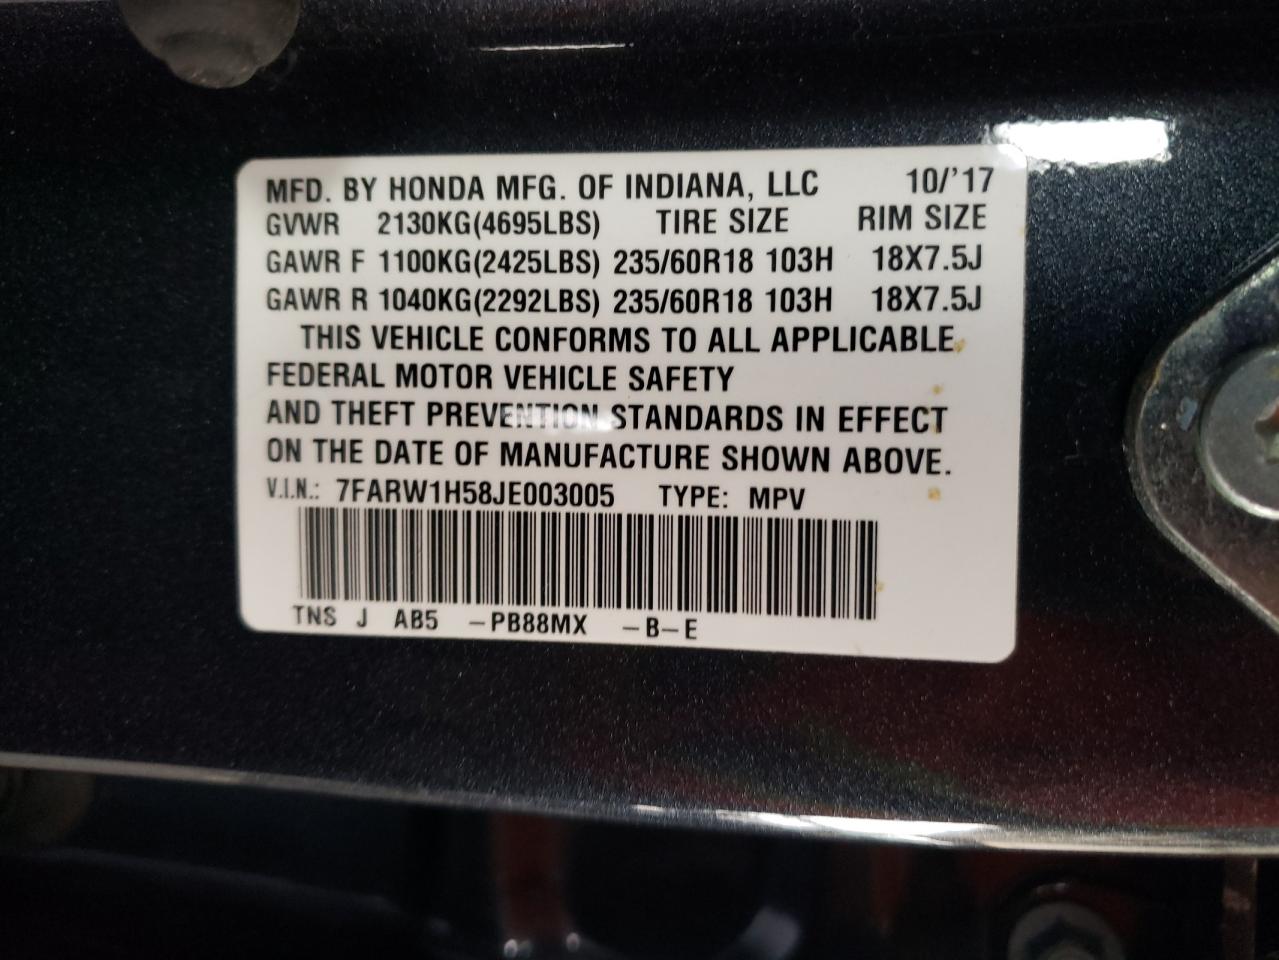 MFD. BY HONDA MFG. OF INDIANA, LLC 10/'17
GVWR 2130KG(4695LBS) TIRE SIZE RIM SIZE
GAWR F 1100KG(2425LBS) 235/60R18 103H 18X7.5J
GAWR R 1040KG(2292LBS) 235/60R18 103H 18X7.5J
THIS VEHICLE CONFORMS TO ALL APPLICABLE
FEDERAL MOTOR VEHICLE SAFETY
AND THEFT PREVENTION STANDARDS IN EFFECT
ON THE DATE OF MANUFACTURE SHOWN ABOVE.
V.I.N.: 7FARW1H58JE003005 TYPE: MPV
TNS J AB5 -PB88MX -B-E